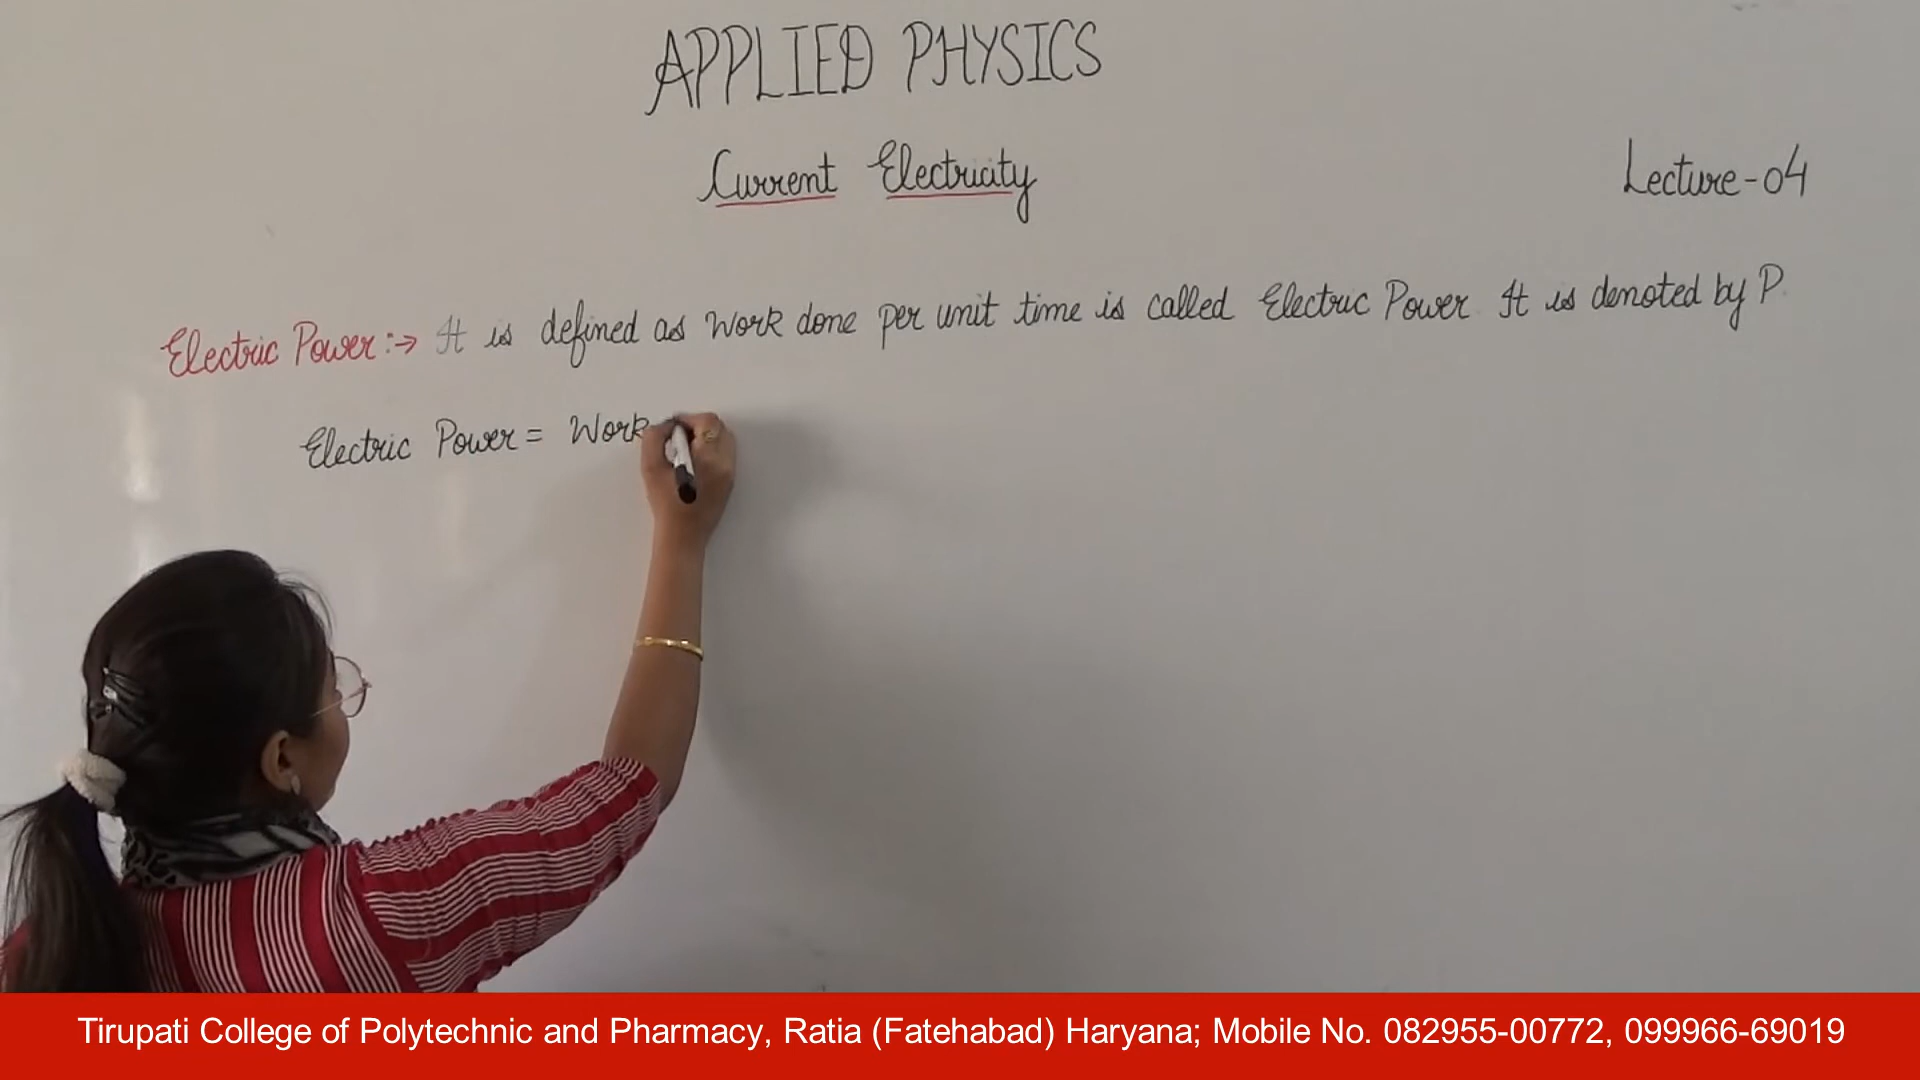 APPLIED PHYSICS
Current Electricity
Lecture-04
Electric Power:→ It is defined as Work done per unit time is called Electric Power. It is denoted by P.
Electric Power = Work
Tirupati College of Polytechnic and Pharmacy, Ratia (Fatehabad) Haryana; Mobile No. 082955-00772, 099966-69019